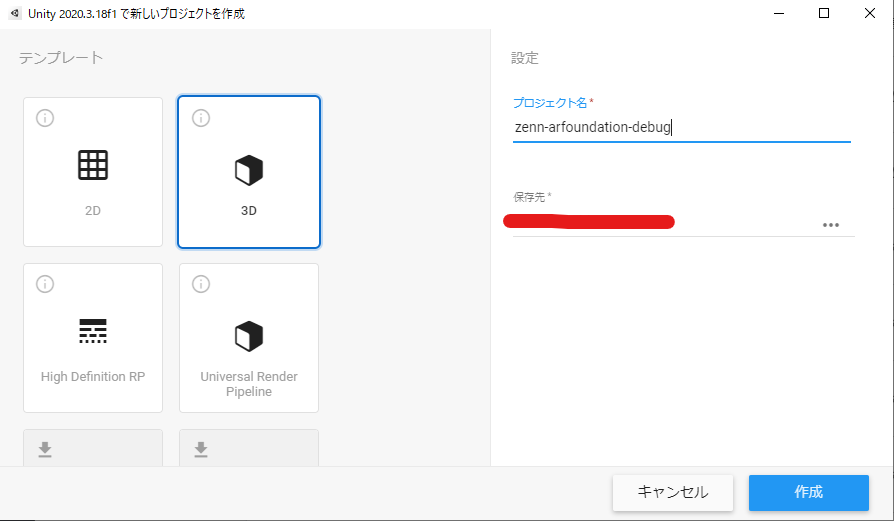 Unity 2020.3.18f1 で新しいプロジェクトを作成
テンプレート
2D
3D
High Definition RP
Universal Render
Pipeline
設定
プロジェクト名*
zenn-arfoundation-debug
保存先*
キャンセル
作成